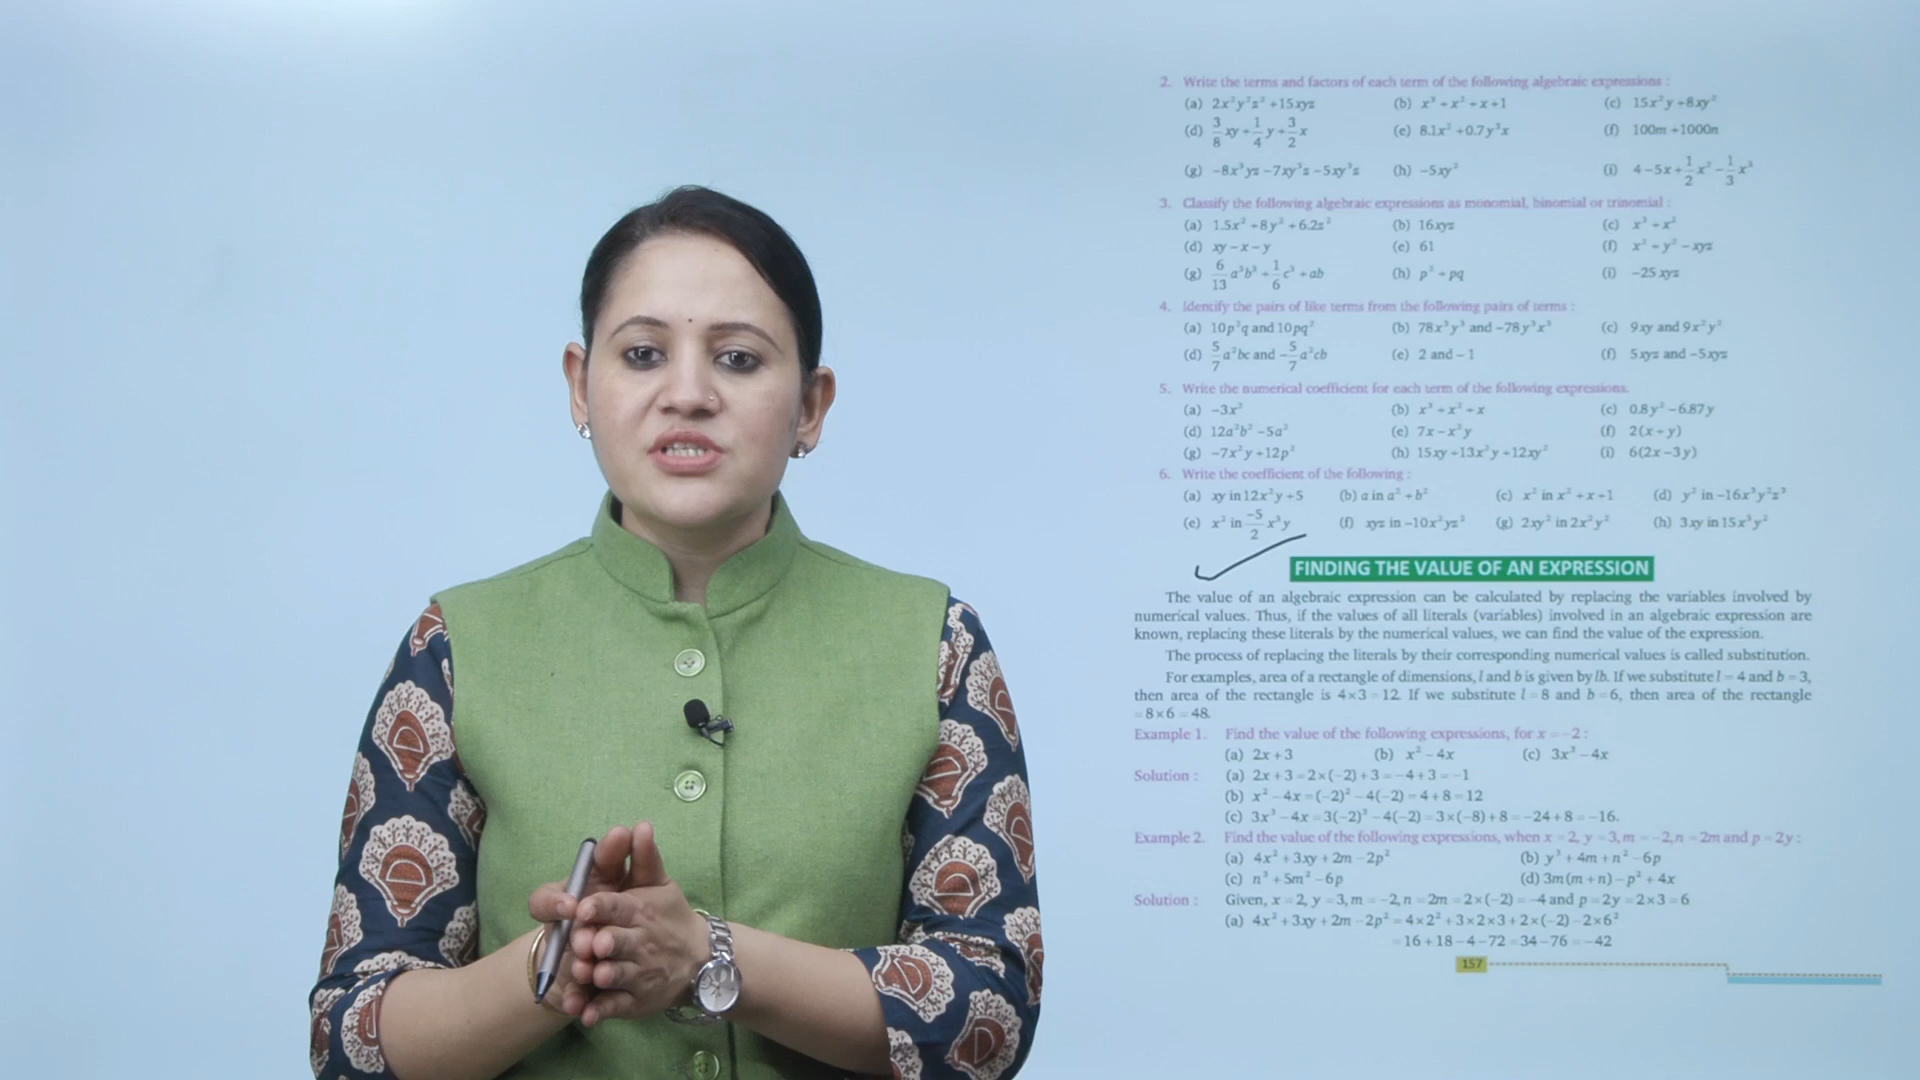 2. Write the terms and factors of each term of the following algebraic expressions :
(a) 2x²y²z² + 15xyz (b) x³ + x² + x + 1 (c) 15x²y + 8xy²
(d) 3/8 xy + 1/4 y + 3/2 x (e) 8.1x² + 0.7y³x (f) 100m + 1000n
(g) −8x³yz − 7xy³z − 5xy³z (h) −5xy² (i) 4 − 5x + 1/2 x² − 1/3 x³
3. Classify the following algebraic expressions as monomial, binomial or trinomial :
(a) 1.5x² + 8y² + 6.2z² (b) 16xyz (c) x³ + x²
(d) xy − x − y (e) 61 (f) x² + y² − xyz
(g) 6/13 a³b³ + 1/6 c³ + ab (h) p² + pq (i) −25 xyz
4. Identify the pairs of like terms from the following pairs of terms :
(a) 10p²q and 10pq² (b) 78x³y³ and −78y³x³ (c) 9xy and 9x²y²
(d) 5/7 a²bc and −5/7 a²cb (e) 2 and −1 (f) 5xyz and −5xyz
5. Write the numerical coefficient for each term of the following expressions.
(a) −3x² (b) x³ + x² + x (c) 0.8y² − 6.87y
(d) 12a²b² − 5a² (e) 7x − x²y (f) 2(x + y)
(g) −7x²y + 12p² (h) 15xy + 13x²y + 12xy² (i) 6(2x − 3y)
6. Write the coefficient of the following :
(a) xy in 12x²y + 5 (b) a in a² + b² (c) x² in x² + x + 1 (d) y² in −16x³y²z³
(e) x² in −5/2 x³y (f) xyz in −10x²yz² (g) 2xy² in 2x²y² (h) 3xy in 15x³y²
FINDING THE VALUE OF AN EXPRESSION
The value of an algebraic expression can be calculated by replacing the variables involved by
numerical values. Thus, if the values of all literals (variables) involved in an algebraic expression are
known, replacing these literals by the numerical values, we can find the value of the expression.
The process of replacing the literals by their corresponding numerical values is called substitution.
For examples, area of a rectangle of dimensions, l and b is given by lb. If we substitute l = 4 and b = 3,
then area of the rectangle is 4×3 = 12. If we substitute l = 8 and b = 6, then area of the rectangle
= 8×6 = 48.
Example 1. Find the value of the following expressions, for x = −2 :
(a) 2x + 3 (b) x² − 4x (c) 3x³ − 4x
Solution : (a) 2x + 3 = 2×(−2) + 3 = −4 + 3 = −1
(b) x² − 4x = (−2)² − 4(−2) = 4 + 8 = 12
(c) 3x³ − 4x = 3(−2)³ − 4(−2) = 3×(−8) + 8 = −24 + 8 = −16.
Example 2. Find the value of the following expressions, when x = 2, y = 3, m = −2, n = 2m and p = 2y :
(a) 4x² + 3xy + 2m − 2p² (b) y³ + 4m + n² − 6p
(c) n³ + 5m² − 6p (d) 3m(m + n) − p² + 4x
Solution : Given, x = 2, y = 3, m = −2, n = 2m = 2×(−2) = −4 and p = 2y = 2×3 = 6
(a) 4x² + 3xy + 2m − 2p² = 4×2² + 3×2×3 + 2×(−2) − 2×6²
= 16 + 18 − 4 − 72 = 34 − 76 = −42
157